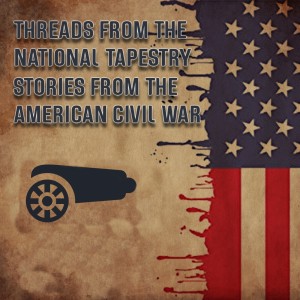 THREADS FROM THE
NATIONAL TAPESTRY
STORIES FROM THE
AMERICAN CIVIL WAR